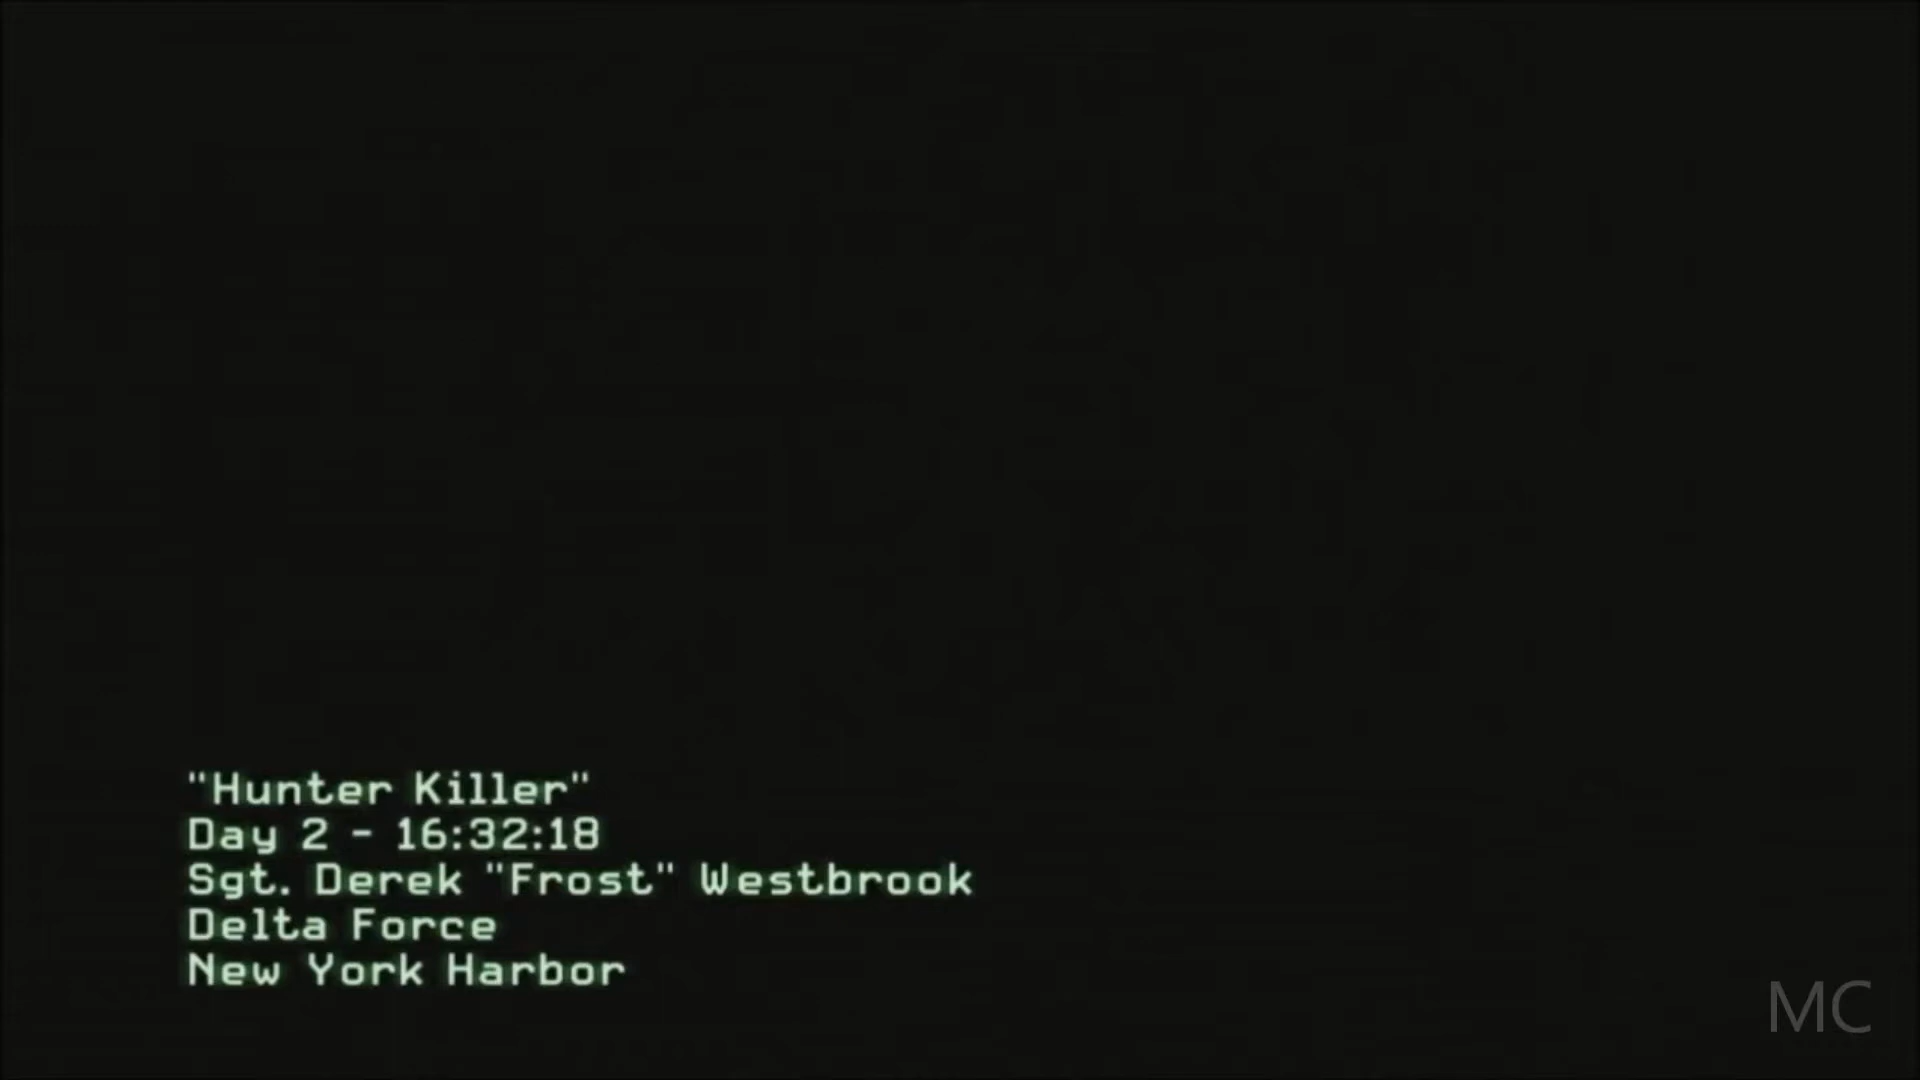 "Hunter Killer"
Day 2 - 16:32:18
Sgt. Derek "Frost" Westbrook
Delta Force
New York Harbor
MC